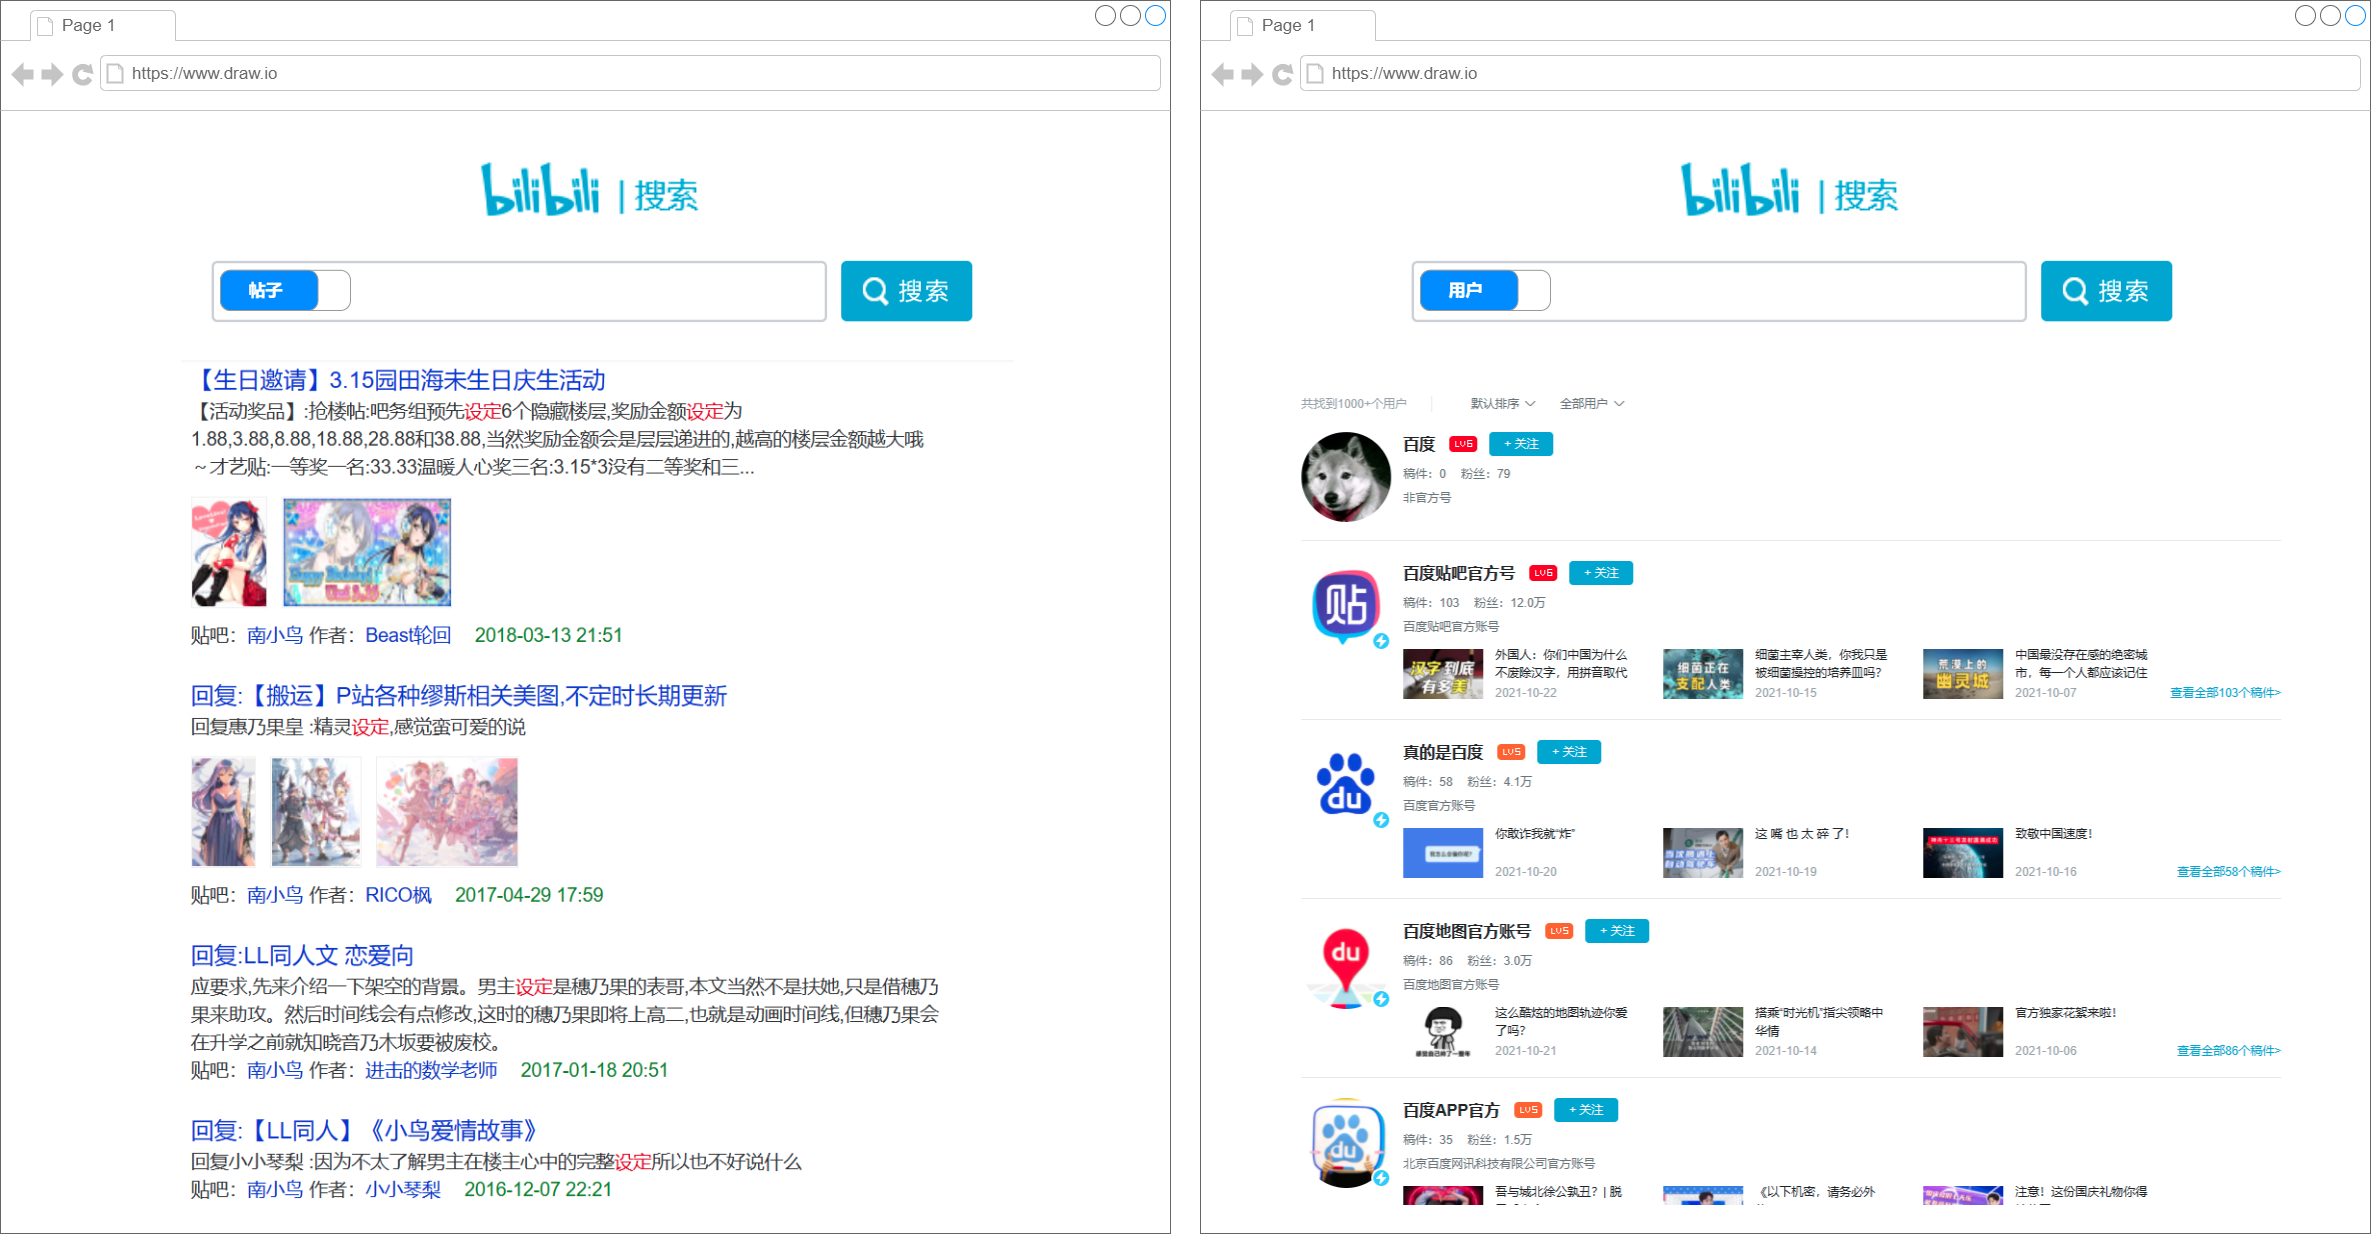 Page 1
https://www.draw.io
bilibili | 搜索
帖子
搜索
【生日邀请】3.15园田海未生日庆生活动
【活动奖品】:抢楼帖:吧务组预先设定6个隐藏楼层,奖励金额设定为
1.88,3.88,8.88,18.88,28.88和38.88,当然奖励金额会是层层递进的,越高的楼层金额越大哦
~才艺贴:一等奖一名:33.33温暖人心奖三名:3.15*3没有二等奖和三...
贴吧：南小鸟 作者：Beast轮回 2018-03-13 21:51
回复:【搬运】P站各种缪斯相关美图,不定时长期更新
回复惠乃果皇 :精灵设定,感觉蛮可爱的说
贴吧：南小鸟 作者：RICO枫 2017-04-29 17:59
回复:LL同人文 恋爱向
应要求,先来介绍一下架空的背景。男主设定是穗乃果的表哥,本文当然不是扶她,只是借穗乃
果来助攻。然后时间线会有点修改,这时的穗乃果即将上高二,也就是动画时间线,但穗乃果会
在升学之前就知晓音乃木坂要被废校。
贴吧：南小鸟 作者：进击的数学老师 2017-01-18 20:51
回复:【LL同人】《小鸟爱情故事》
回复小小琴梨 :因为不太了解男主在楼主心中的完整设定所以也不好说什么
贴吧：南小鸟 作者：小小琴梨 2016-12-07 22:21
Page 1
https://www.draw.io
bilibili | 搜索
用户
搜索
共找到1000+个用户 默认排序 全部用户
百度 LV6 + 关注
稿件：0 粉丝：79
非官方号
百度贴吧官方号 LV6 + 关注
贴
稿件：103 粉丝：12.0万
百度贴吧官方账号
汉字到底有多美
外国人：你们中国为什么
不废除汉字，用拼音取代
2021-10-22
细菌正在支配人类
细菌主宰人类，你我只是
被细菌操控的培养皿吗?
2021-10-15
荒漠上的幽灵城
中国最没存在感的绝密城
市，每一个人都应该记住
2021-10-07
查看全部103个稿件>
真的是百度 LV5 + 关注
du
稿件：58 粉丝：4.1万
百度官方账号
你敢诈我就“炸”
2021-10-20
这 嘴 也 太 碎 了!
2021-10-19
致敬中国速度!
2021-10-16
查看全部58个稿件>
百度地图官方账号 LV5 + 关注
du
稿件：86 粉丝：3.0万
百度地图官方账号
这么酷炫的地图轨迹你爱
了吗?
2021-10-21
搭乘“时光机”指尖领略中
华情
2021-10-14
官方独家花絮来啦!
2021-10-06
查看全部86个稿件>
百度APP官方 LV5 + 关注
du
稿件：35 粉丝：1.5万
北京百度网讯科技有限公司官方账号
吾与城北徐公孰丑? | 脱
《以下机密，请务必外
注意！这份国庆礼物你得